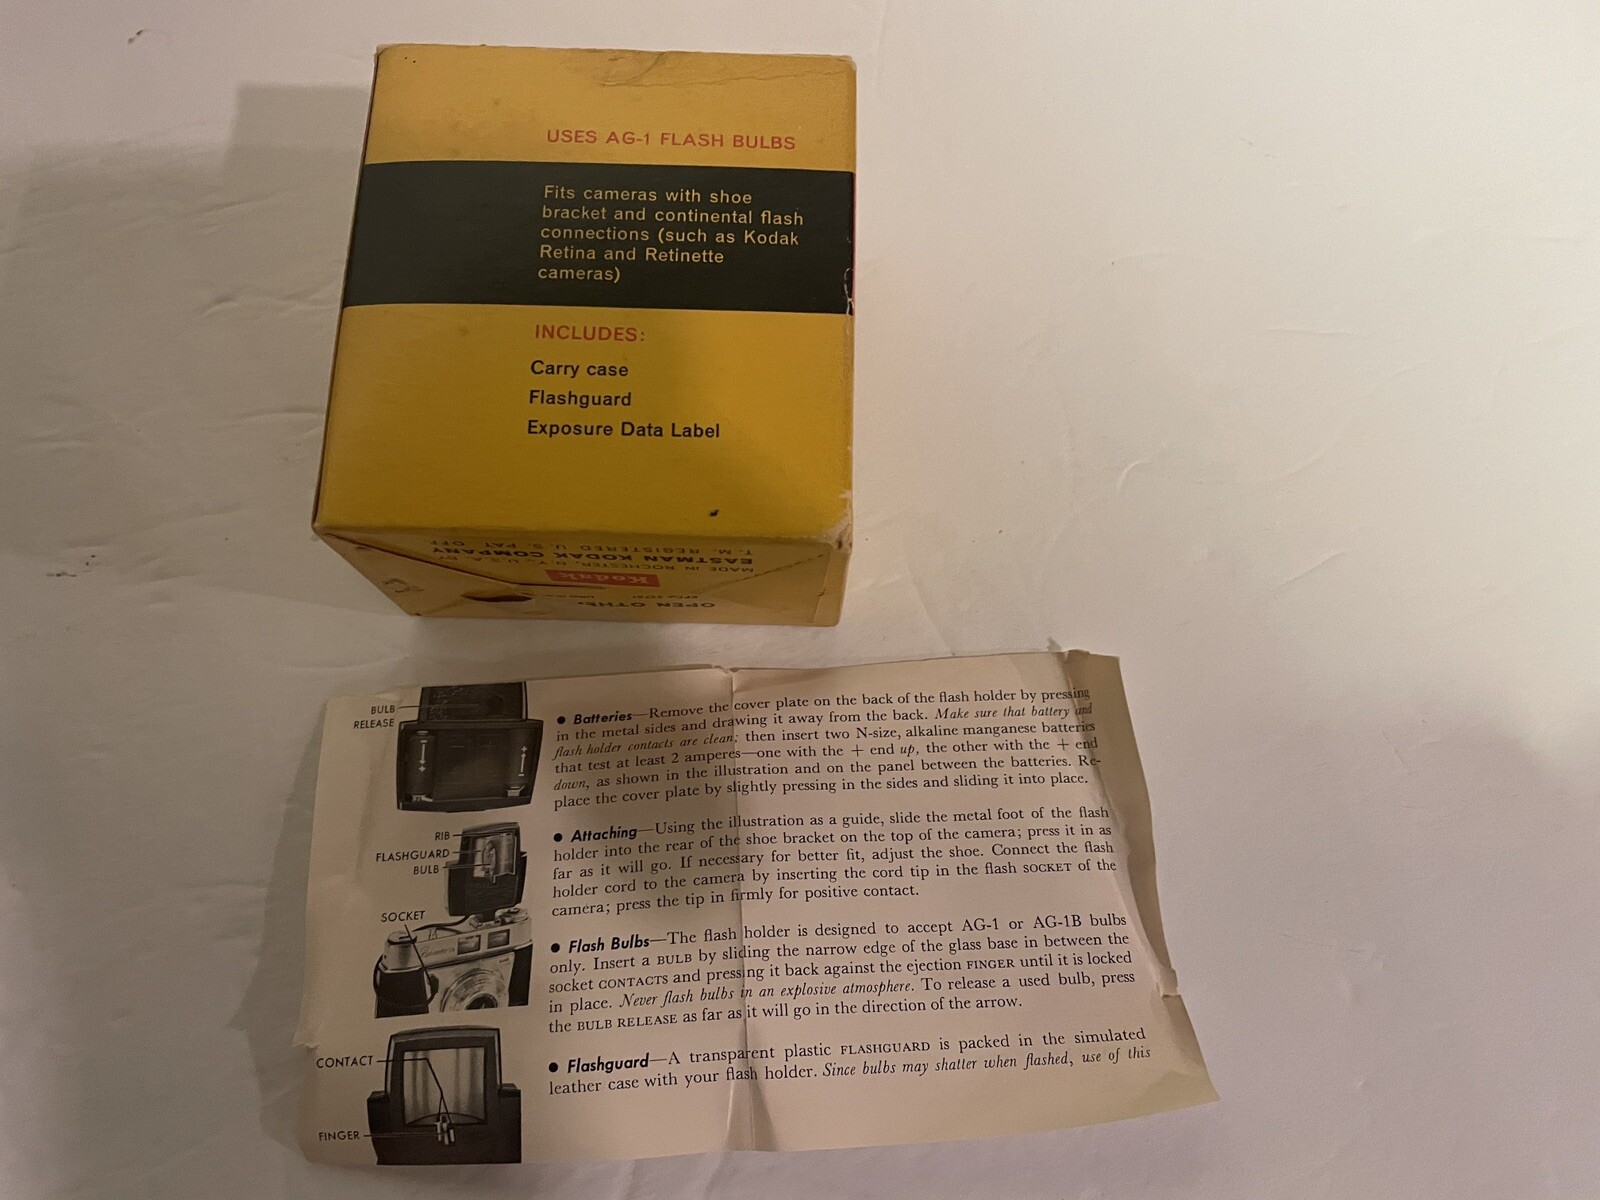 USES AG-1 FLASH BULBS
Fits cameras with shoe
bracket and continental flash
connections (such as Kodak
Retina and Retinette
cameras)
INCLUDES:
Carry case
Flashguard
Exposure Data Label
OPEN OTHE
Kodak
MADE IN ROCHESTER, N.Y., U.S.A. BY
EASTMAN KODAK COMPANY
T. M. REGISTERED U. S. PAT. OFF
BULB
RELEASE
RIB
FLASHGUARD
BULB
SOCKET
CONTACT
FINGER
● Batteries—Remove the cover plate on the back of the flash holder by pressing
in the metal sides and drawing it away from the back. Make sure that battery and
flash holder contacts are clean; then insert two N-size, alkaline manganese batteries
that test at least 2 amperes—one with the + end up, the other with the + end
down, as shown in the illustration and on the panel between the batteries. Re-
place the cover plate by slightly pressing in the sides and sliding it into place.
● Attaching—Using the illustration as a guide, slide the metal foot of the flash
holder into the rear of the shoe bracket on the top of the camera; press it in as
far as it will go. If necessary for better fit, adjust the shoe. Connect the flash
holder cord to the camera by inserting the cord tip in the flash SOCKET of the
camera; press the tip in firmly for positive contact.
● Flash Bulbs—The flash holder is designed to accept AG-1 or AG-1B bulbs
only. Insert a BULB by sliding the narrow edge of the glass base in between the
socket CONTACTS and pressing it back against the ejection FINGER until it is locked
in place. Never flash bulbs in an explosive atmosphere. To release a used bulb, press
the BULB RELEASE as far as it will go in the direction of the arrow.
● Flashguard—A transparent plastic FLASHGUARD is packed in the simulated
leather case with your flash holder. Since bulbs may shatter when flashed, use of this